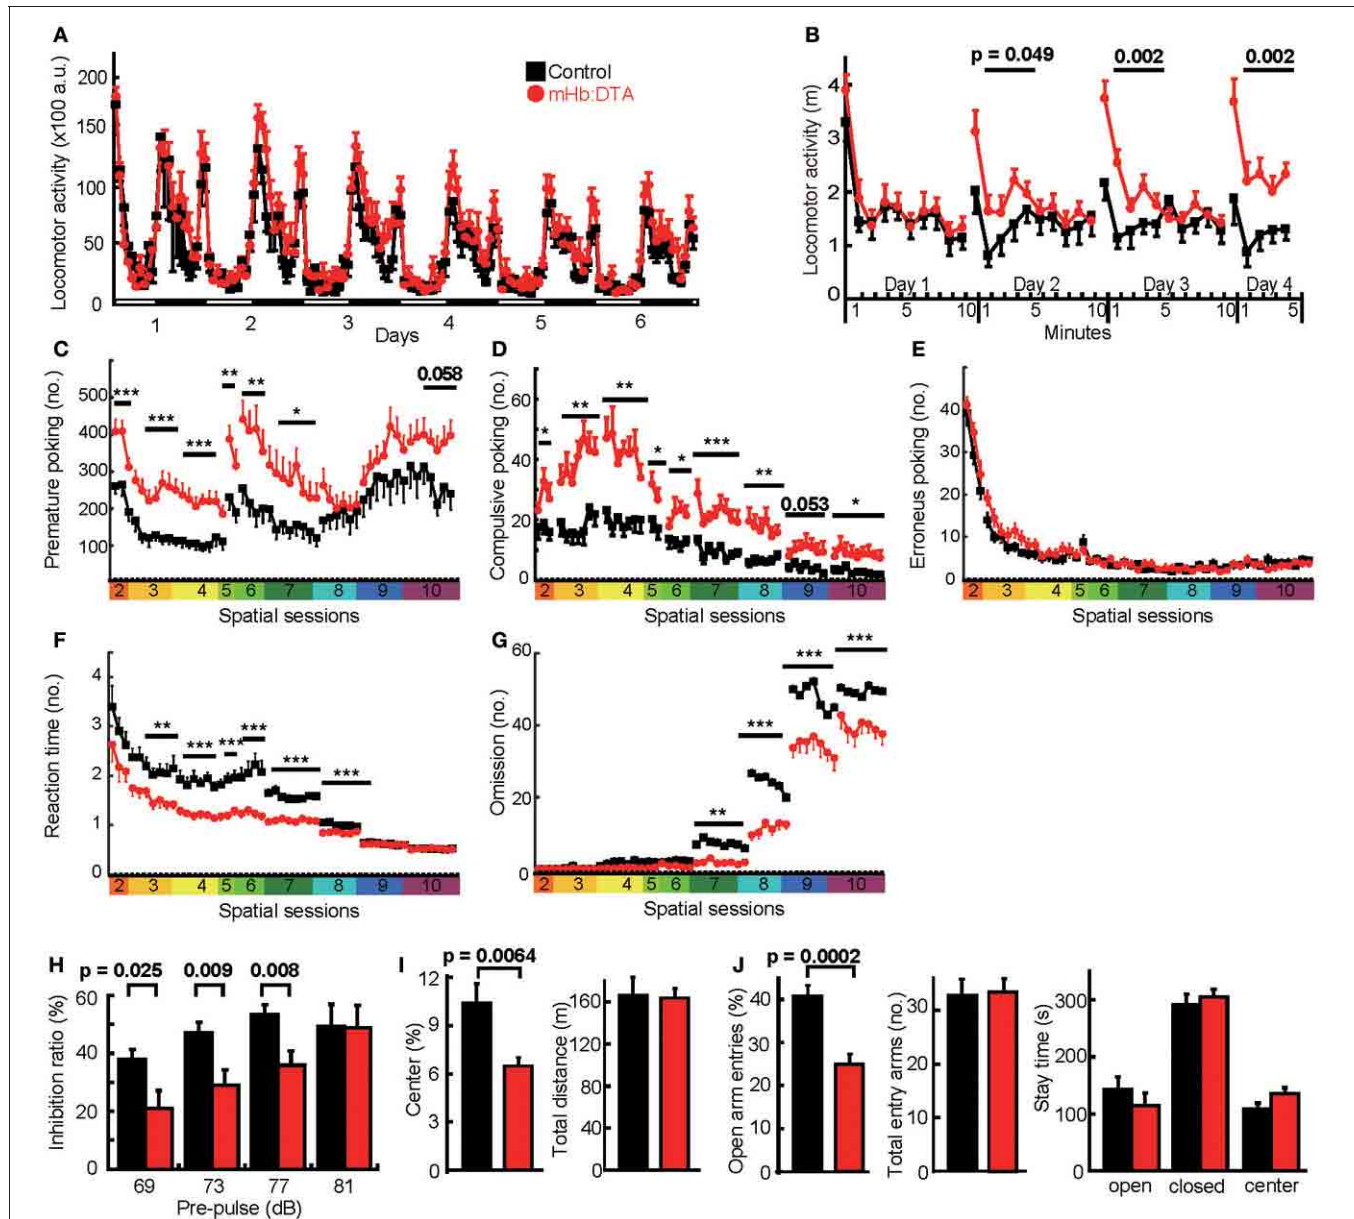 A
Locomotor activity (x100 a.u.)
200
150
100
50
0
Control
mHb:DTA
1 2 3 4 5 6
Days
B
Locomotor activity (m)
4
3
2
1
0
p = 0.049 0.002 0.002
Day 1 Day 2 Day 3 Day 4
1 5 10 1 5 10 1 5 10 1 5
Minutes
C
Premature poking (no.)
500
400
300
200
100
*** *** *** ** ** * 0.058
2 3 4 5 6 7 8 9 10
Spatial sessions
D
Compulsive poking (no.)
60
40
20
0
* ** ** * * *** ** 0.053 *
2 3 4 5 6 7 8 9 10
Spatial sessions
E
Erroneus poking (no.)
40
30
20
10
0
2 3 4 5 6 7 8 9 10
Spatial sessions
F
Reaction time (no.)
4
3
2
1
0
** *** *** *** *** ***
2 3 4 5 6 7 8 9 10
Spatial sessions
G
Omission (no.)
60
40
20
0
** *** *** ***
2 3 4 5 6 7 8 9 10
Spatial sessions
H
p = 0.025 0.009 0.008
Inhibition ratio (%)
60
40
20
0
69 73 77 81
Pre-pulse (dB)
I
p = 0.0064
Center (%)
12
9
6
3
0
Total distance (m)
160
120
80
40
0
J
p = 0.0002
Open arm entries (%)
40
30
20
10
0
Total entry arms (no.)
30
20
10
0
Stay time (s)
300
200
100
0
open closed center